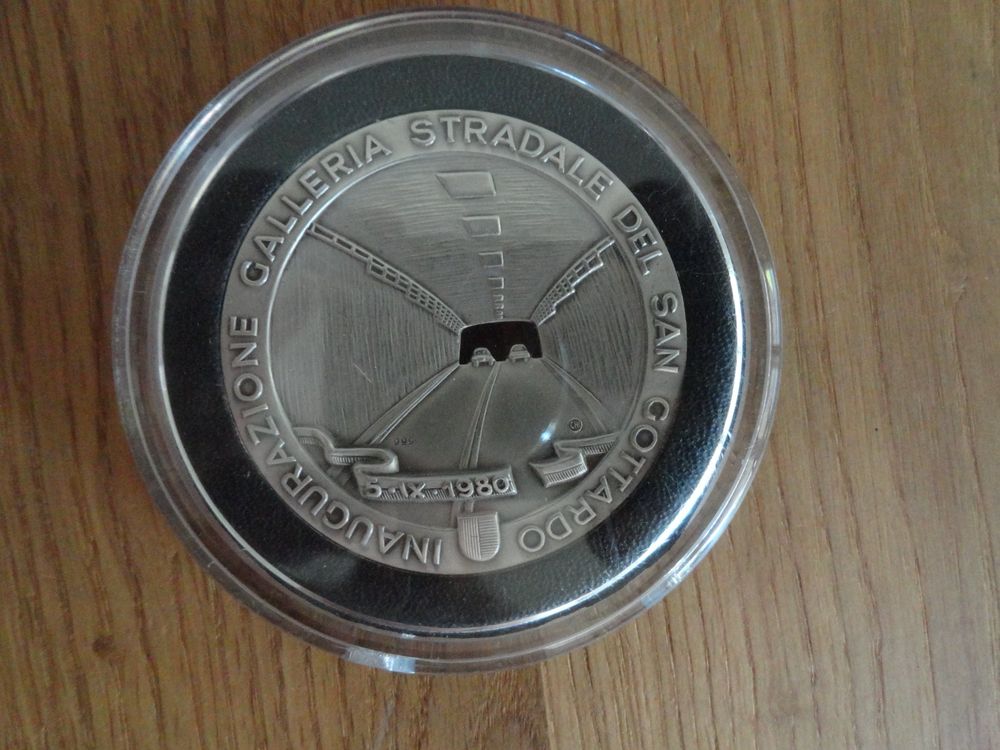 INAUGURAZIONE GALLERIA STRADALE DEL SAN GOTTARDO
5·IX·1980